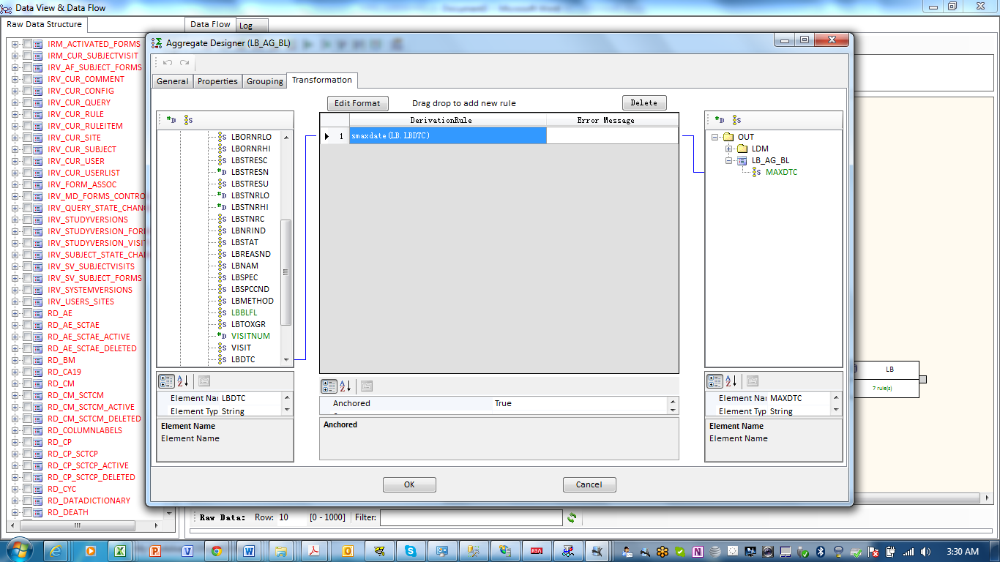 Data View & Data Flow
Raw Data Structure
Data Flow
Log
IRM_ACTIVATED_FORMS
IRM_CUR_SUBJECTVISIT
IRV_AF_SUBJECT_FORMS
IRV_CUR_COMMENT
IRV_CUR_CONFIG
IRV_CUR_QUERY
IRV_CUR_RULE
IRV_CUR_RULEITEM
IRV_CUR_SITE
IRV_CUR_SUBJECT
IRV_CUR_USER
IRV_CUR_USERLIST
IRV_FORM_ASSOC
IRV_MD_FORMS_CONTRO
IRV_QUERY_STATE_CHAN
IRV_STUDYVERSIONS
IRV_STUDYVERSION_FOR
IRV_STUDYVERSION_VISI
IRV_SUBJECT_STATE_CHA
IRV_SV_SUBJECTVISITS
IRV_SV_SUBJECT_FORMS
IRV_SYSTEMVERSIONS
IRV_USERS_SITES
RD_AE
RD_AE_SCTAE
RD_AE_SCTAE_ACTIVE
RD_AE_SCTAE_DELETED
RD_BM
RD_CA19
RD_CM
RD_CM_SCTCM
RD_CM_SCTCM_ACTIVE
RD_CM_SCTCM_DELETED
RD_COLUMNLABELS
RD_CP
RD_CP_SCTCP
RD_CP_SCTCP_ACTIVE
RD_CP_SCTCP_DELETED
RD_CYC
RD_DATADICTIONARY
RD_DEATH
Aggregate Designer (LB_AG_BL)
General
Properties
Grouping
Transformation
Edit Format
Drag drop to add new rule
Delete
LBORNRLO
LBORNRHI
LBSTRESC
LBSTRESN
LBSTRESU
LBSTNRLO
LBSTNRHI
LBSTNRC
LBNRIND
LBSTAT
LBREASND
LBNAM
LBSPEC
LBSPCCND
LBMETHOD
LBBLFL
LBTOXGR
VISITNUM
VISIT
LBDTC
DerivationRule
Error Message
1
smaxdate(LB.LBDTC)
OUT
LDM
LB_AG_BL
MAXDTC
Element Nar LBDTC
Element Typ String
Element Name
Element Name
Anchored
True
Anchored
Element Nar MAXDTC
Element Typ String
Element Name
Element Name
OK
Cancel
LB
7 rule(s)
Raw Data:
Row: 10
[0 - 1000]
Filter:
3:30 AM